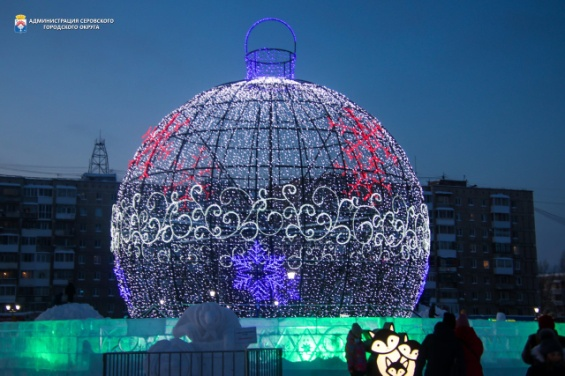 АДМИНИСТРАЦИЯ СЕРОВСКОГО
ГОРОДСКОГО ОКРУГА